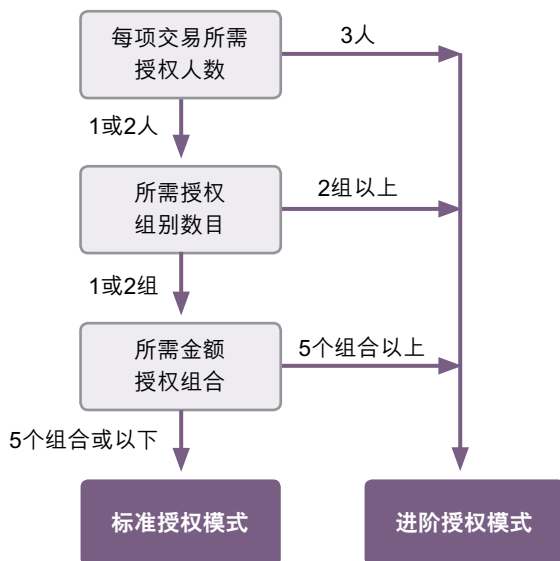 每项交易所需
授权人数
3人
1或2人
所需授权
组别数目
2组以上
1或2组
所需金额
授权组合
5个组合以上
5个组合或以下
标准授权模式
进阶授权模式